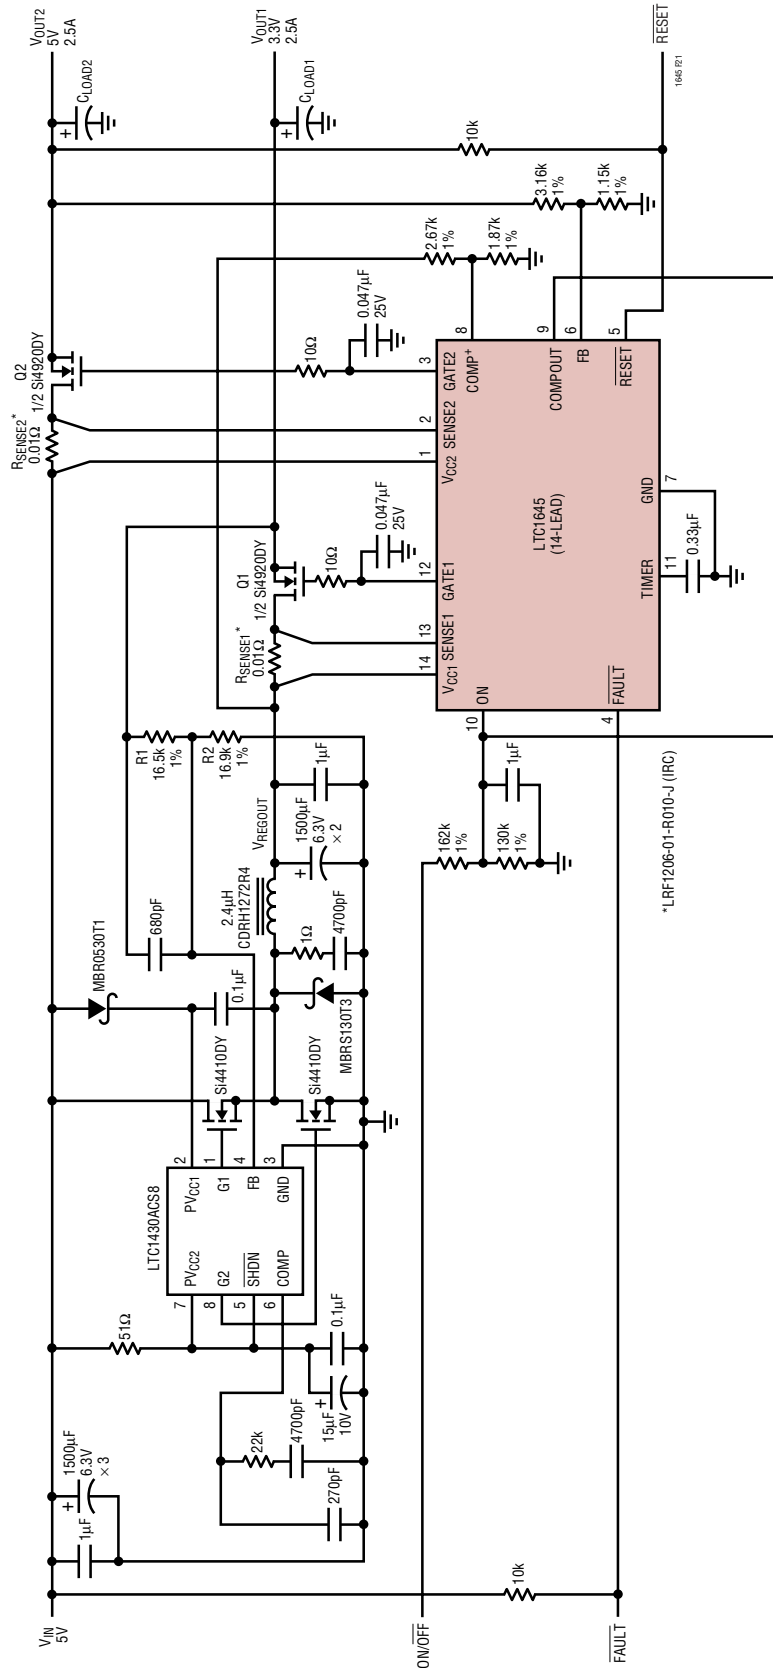 VIN
5V
1µF
1500µF
6.3V
×3
51Ω
22k
4700pF
270pF
15µF
10V
0.1µF
LTC1430ACS8
PVCC2
PVCC1
G2
G1
SHDN
FB
COMP
GND
7
8
5
6
2
1
4
3
MBR0530T1
0.1µF
680pF
Si4410DY
Si4410DY
MBRS130T3
1Ω
4700pF
2.4µH
CDRH1272R4
VREGOUT
1500µF
6.3V
×2
1µF
R1
16.5k
1%
R2
16.9k
1%
RSENSE1*
0.01Ω
Q1
1/2 Si4920DY
10Ω
0.047µF
25V
RSENSE2*
0.01Ω
Q2
1/2 Si4920DY
10Ω
0.047µF
25V
VOUT2
5V
2.5A
CLOAD2
VOUT1
3.3V
2.5A
CLOAD1
10k
3.16k
1%
1.15k
1%
2.67k
1%
1.87k
1%
14
13
12
1
2
3
8
VCC1
SENSE1
GATE1
VCC2
SENSE2
GATE2
COMP+
10
ON
9
COMPOUT
6
FB
5
RESET
4
FAULT
LTC1645
(14-LEAD)
TIMER
11
GND
7
0.33µF
ON/OFF
162k
1%
130k
1%
1µF
10k
FAULT
RESET
*LRF1206-01-R010-J (IRC)
1645 F21